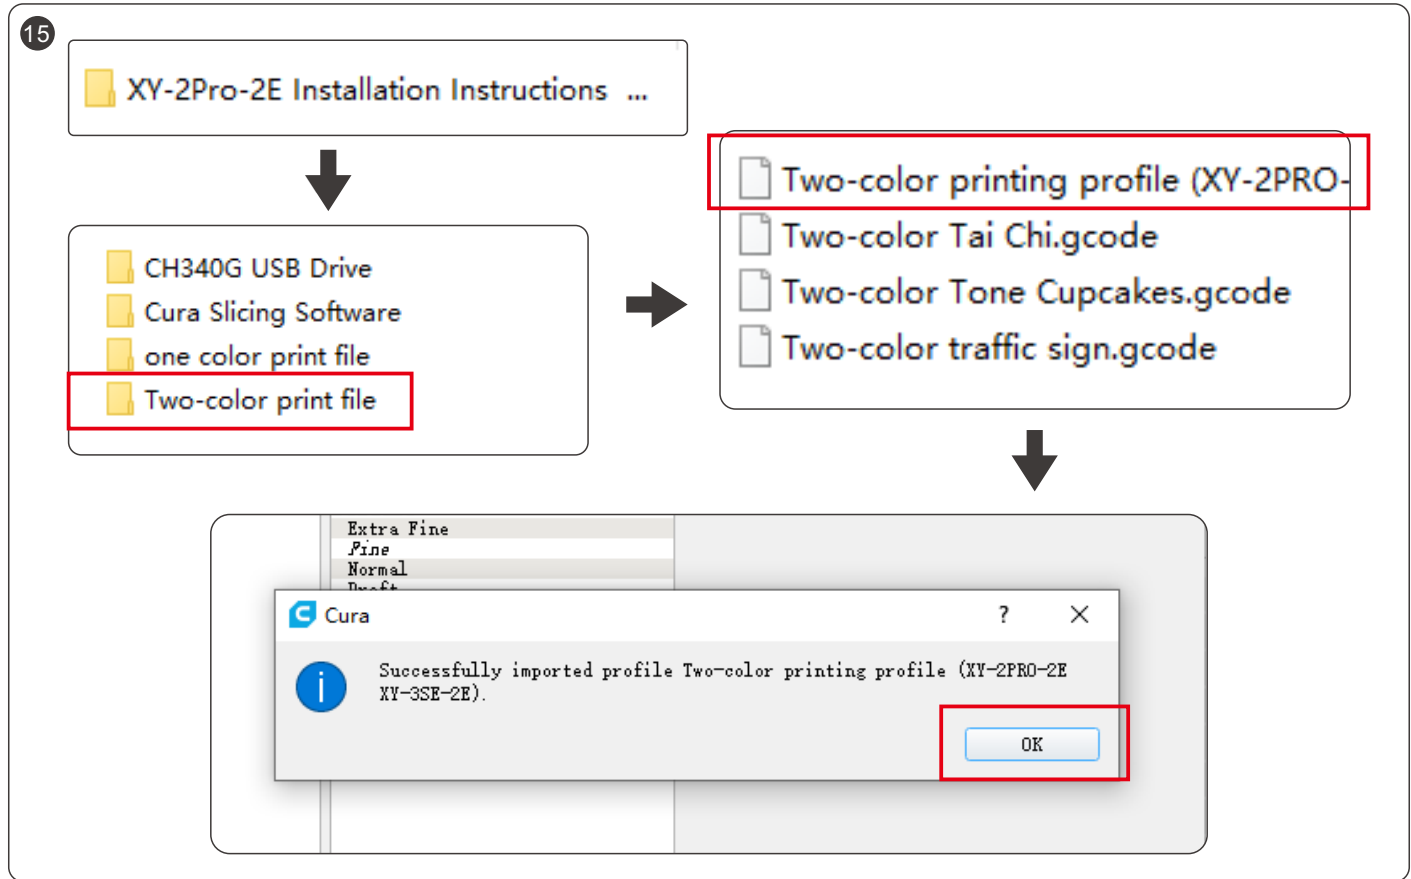 15
XY-2Pro-2E Installation Instructions ...
CH340G USB Drive
Cura Slicing Software
one color print file
Two-color print file
Two-color printing profile (XY-2PRO-
Two-color Tai Chi.gcode
Two-color Tone Cupcakes.gcode
Two-color traffic sign.gcode
Extra Fine
Fine
Normal
Draft
Cura
? ×
Successfully imported profile Two-color printing profile (XY-2PRO-2E
XY-3SE-2E).
OK